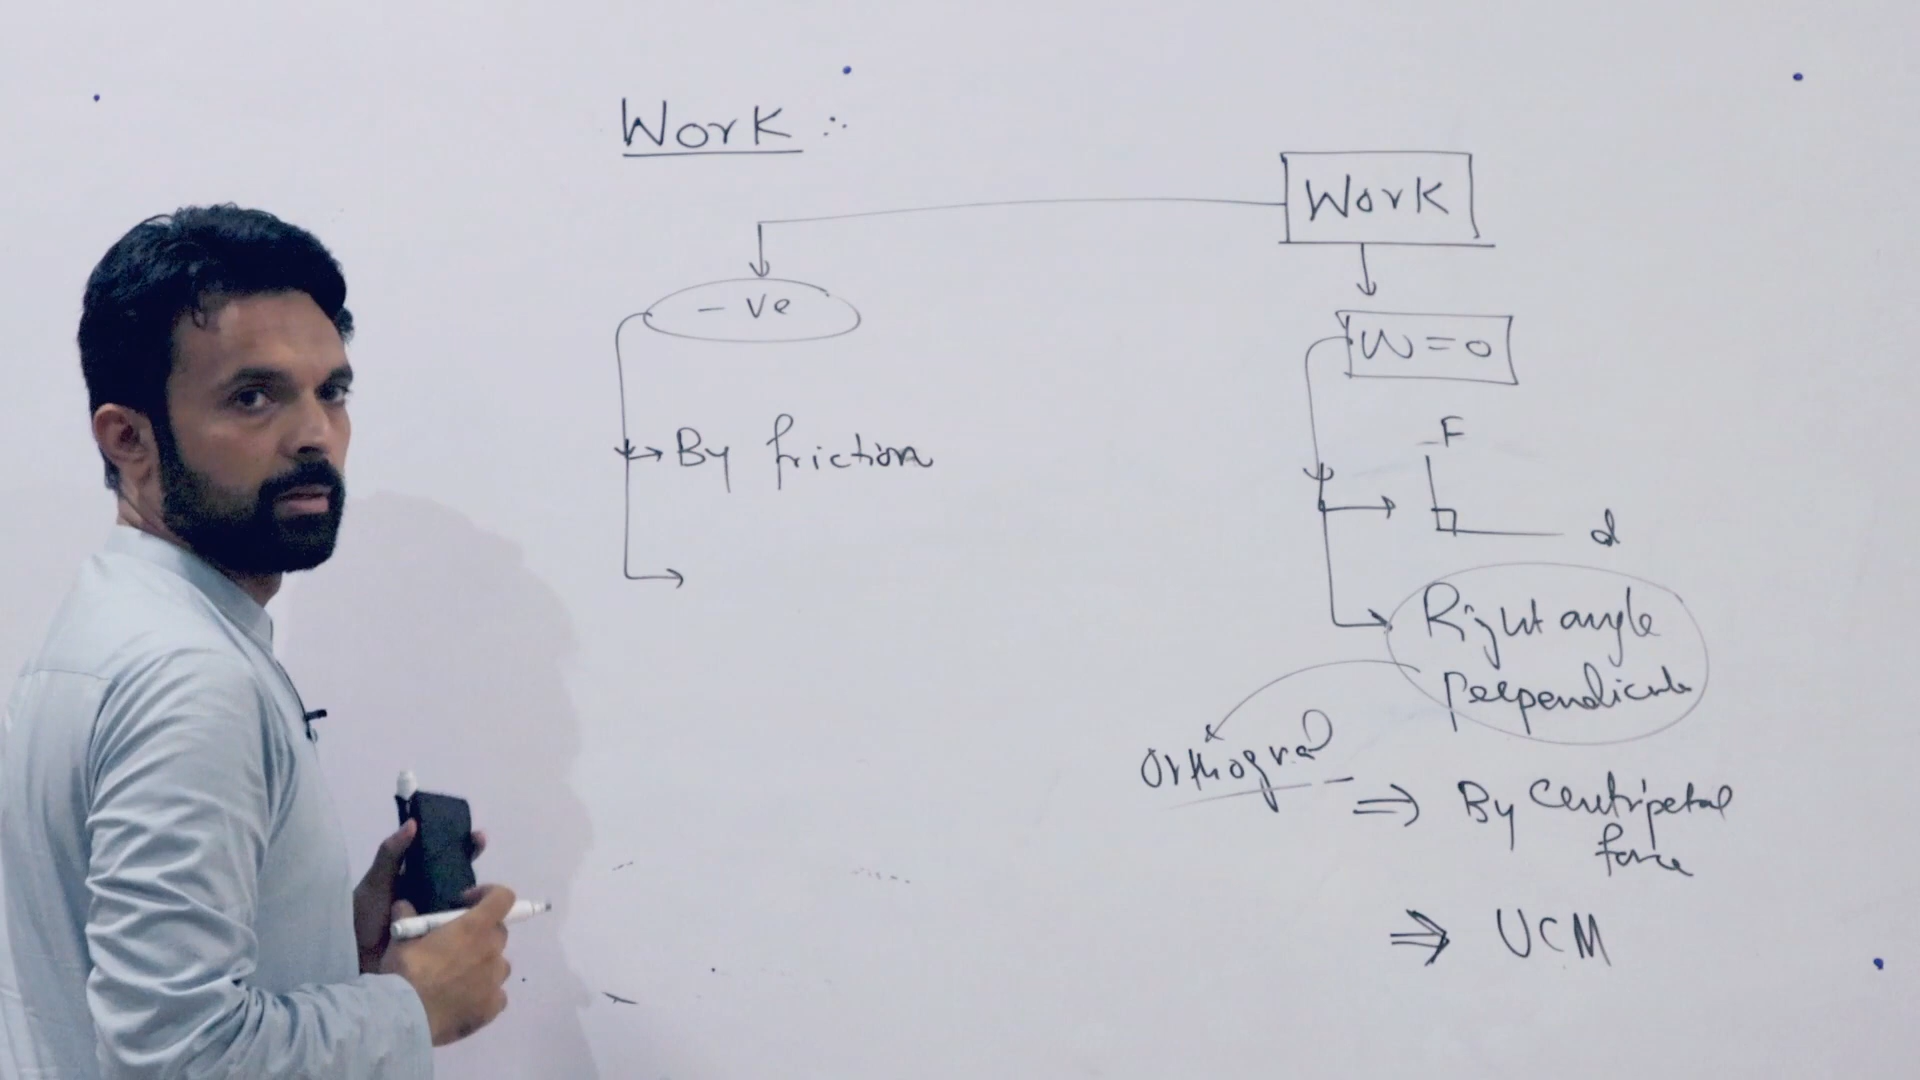 Work :
Work
- ve
W = 0
By friction
F
d
Right angle
perpendicular
Orthogonal
⇒ By Centripetal
force
⇒ UCM